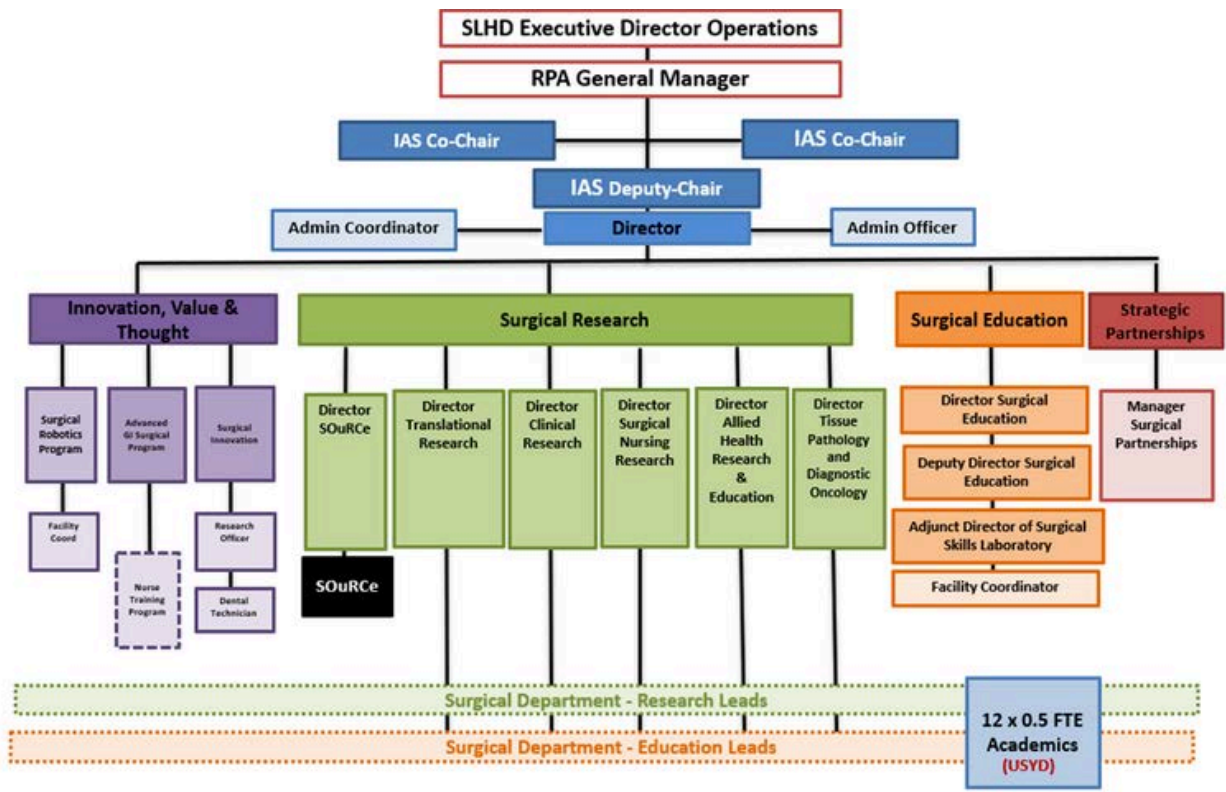 SLHD Executive Director Operations
RPA General Manager
IAS Co-Chair
IAS Co-Chair
IAS Deputy-Chair
Admin Coordinator
Director
Admin Officer
Innovation, Value &
Thought
Surgical Research
Surgical Education
Strategic
Partnerships
Surgical
Robotics
Program
Advanced
GI Surgical
Program
Surgical
Innovation
Facility
Coord
Nurse
Training
Program
Research
Officer
Dental
Technician
Director
SOuRCe
SOuRCe
Director
Translational
Research
Director
Clinical
Research
Director
Surgical
Nursing
Research
Director
Allied
Health
Research
&
Education
Director
Tissue
Pathology
and
Diagnostic
Oncology
Director Surgical
Education
Deputy Director Surgical
Education
Adjunct Director of Surgical
Skills Laboratory
Facility Coordinator
Manager
Surgical
Partnerships
Surgical Department - Research Leads
Surgical Department - Education Leads
12 x 0.5 FTE
Academics
(USYD)